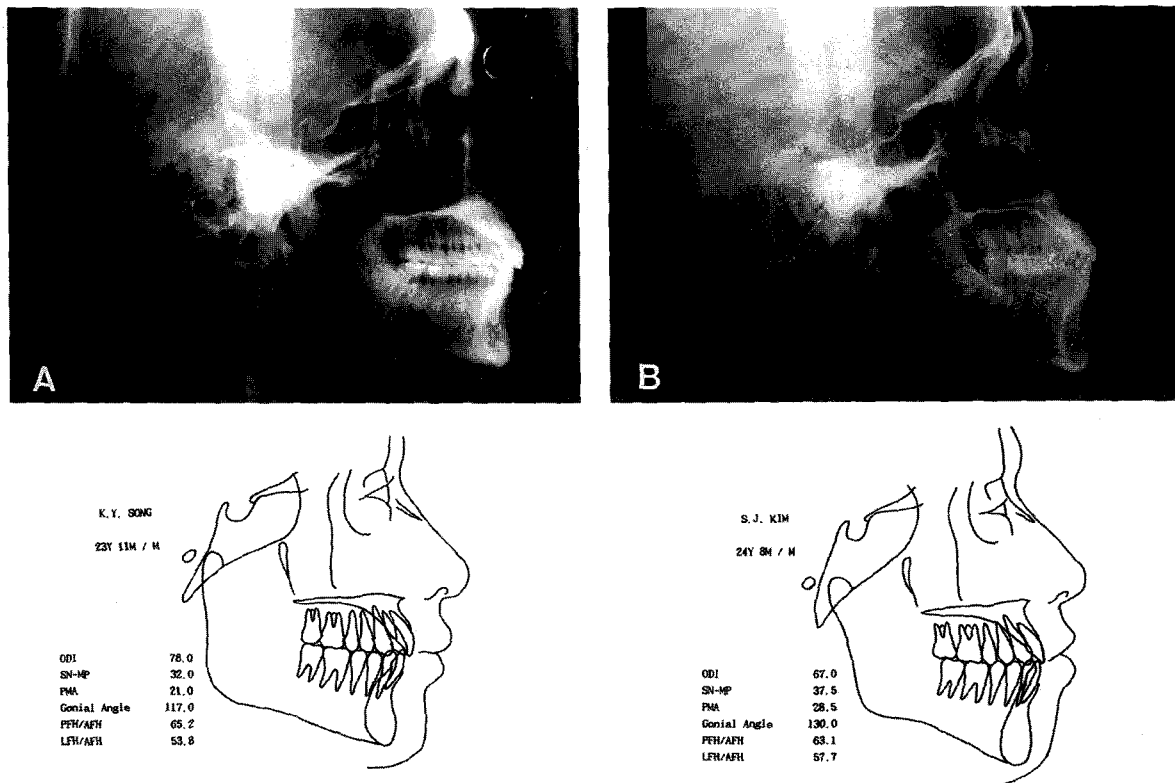 A
B
K.Y. SONG
23Y 11M / M
ODI 78.0
SN-MP 32.0
PMA 21.0
Gonial Angle 117.0
PFH/AFH 65.2
LFH/AFH 53.8
S.J. KIM
24Y 8M / M
ODI 67.0
SN-MP 37.5
PMA 28.5
Gonial Angle 130.0
PFH/AFH 63.1
LFH/AFH 57.7